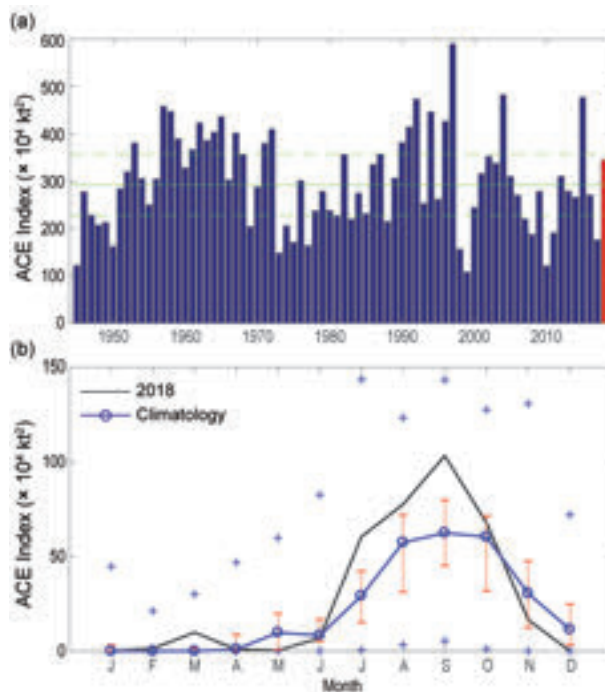 (a)
600
500
400
300
200
100
0
ACE Index (× 10⁴ kt²)
1950 1960 1970 1980 1990 2000 2010
(b)
150
100
50
0
ACE Index (× 10⁴ kt²)
2018
Climatology
J F M A M J J A S O N D
Month